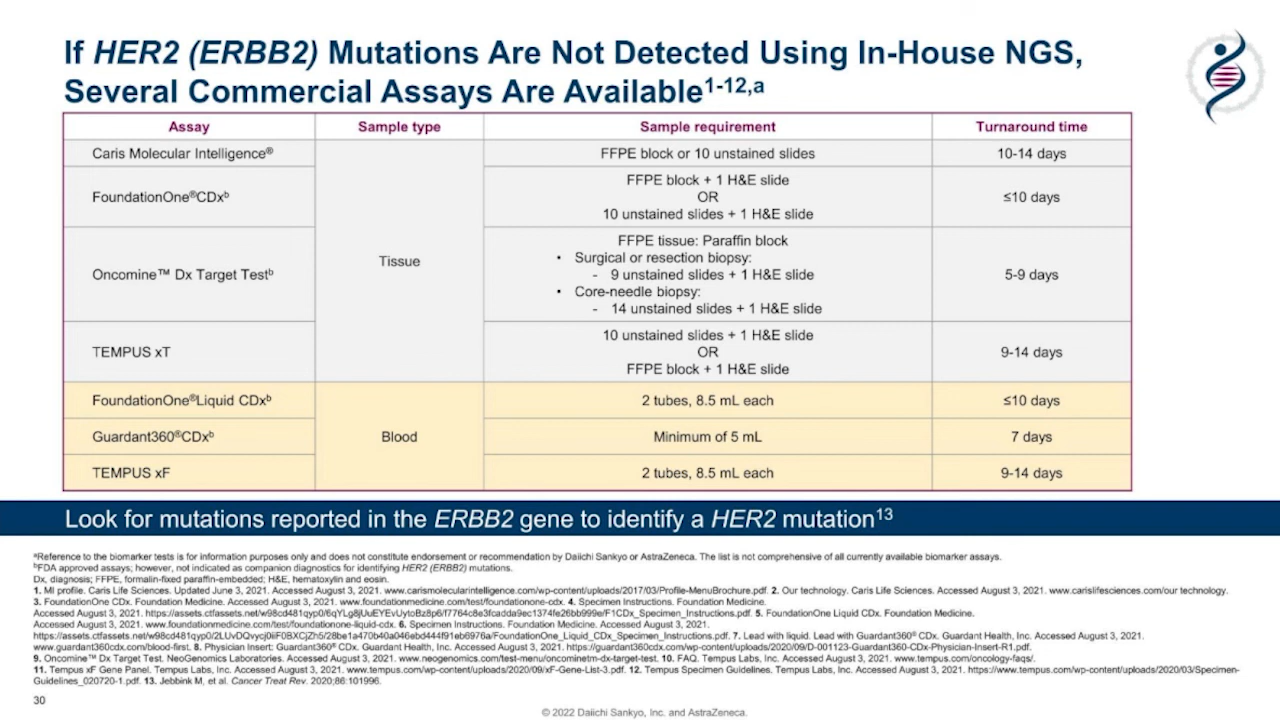 If HER2 (ERBB2) Mutations Are Not Detected Using In-House NGS,
Several Commercial Assays Are Available1-12,a
Assay Sample type Sample requirement Turnaround time
Caris Molecular Intelligence® FFPE block or 10 unstained slides 10-14 days
FoundationOne®CDxb
FFPE block + 1 H&E slide
OR
10 unstained slides + 1 H&E slide
≤10 days
Tissue
Oncomine™ Dx Target Testb
FFPE tissue: Paraffin block
• Surgical or resection biopsy:
- 9 unstained slides + 1 H&E slide
• Core-needle biopsy:
- 14 unstained slides + 1 H&E slide
5-9 days
TEMPUS xT
10 unstained slides + 1 H&E slide
OR
FFPE block + 1 H&E slide
9-14 days
FoundationOne®Liquid CDxb 2 tubes, 8.5 mL each ≤10 days
Guardant360®CDxb Blood Minimum of 5 mL 7 days
TEMPUS xF 2 tubes, 8.5 mL each 9-14 days
Look for mutations reported in the ERBB2 gene to identify a HER2 mutation13
aReference to the biomarker tests is for information purposes only and does not constitute endorsement or recommendation by Daiichi Sankyo or AstraZeneca. The list is not comprehensive of all currently available biomarker assays.
bFDA approved assays; however, not indicated as companion diagnostics for identifying HER2 (ERBB2) mutations.
Dx, diagnosis; FFPE, formalin-fixed paraffin-embedded; H&E, hematoxylin and eosin.
1. MI profile. Caris Life Sciences. Updated June 3, 2021. Accessed August 3, 2021. www.carismolecularintelligence.com/wp-content/uploads/2017/03/Profile-MenuBrochure.pdf. 2. Our technology. Caris Life Sciences. Accessed August 3, 2021. www.carislifesciences.com/our technology.
3. FoundationOne CDx. Foundation Medicine. Accessed August 3, 2021. www.foundationmedicine.com/test/foundationone-cdx. 4. Specimen Instructions. Foundation Medicine.
Accessed August 3, 2021. https://assets.ctfassets.net/w98cd481qyp0/6qYLg8jUuEYEvUytoBz8p6/f7764c8e3fcadda9ec1374fe26bb999e/F1CDx_Specimen_Instructions.pdf. 5. FoundationOne Liquid CDx. Foundation Medicine.
Accessed August 3, 2021. www.foundationmedicine.com/test/foundationone-liquid-cdx. 6. Specimen Instructions. Foundation Medicine. Accessed August 3, 2021.
https://assets.ctfassets.net/w98cd481qyp0/2LUvDQvycj0iiF0BXCjZh5/28be1a470b40a046ebd444f91eb6976a/FoundationOne_Liquid_CDx_Specimen_Instructions.pdf. 7. Lead with liquid. Lead with Guardant360® CDx. Guardant Health, Inc. Accessed August 3, 2021.
www.guardant360cdx.com/blood-first. 8. Physician Insert: Guardant360® CDx. Guardant Health, Inc. Accessed August 3, 2021. https://guardant360cdx.com/wp-content/uploads/2020/09/D-001123-Guardant-360-CDx-Physician-Insert-R1.pdf.
9. Oncomine™ Dx Target Test. NeoGenomics Laboratories. Accessed August 3, 2021. www.neogenomics.com/test-menu/oncominetm-dx-target-test. 10. FAQ. Tempus Labs, Inc. Accessed August 3, 2021. www.tempus.com/oncology-faqs/.
11. Tempus xF Gene Panel. Tempus Labs, Inc. Accessed August 3, 2021. www.tempus.com/wp-content/uploads/2020/09/xF-Gene-List-3.pdf. 12. Tempus Specimen Guidelines. Tempus Labs, Inc. Accessed August 3, 2021. https://www.tempus.com/wp-content/uploads/2020/03/Specimen-
Guidelines_020720-1.pdf. 13. Jebbink M, et al. Cancer Treat Rev. 2020;86:101996.
30
© 2022 Daiichi Sankyo, Inc. and AstraZeneca.